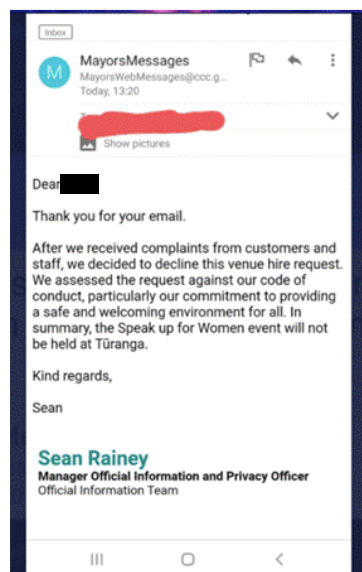 Inbox
M
MayorsMessages
MayorsWebMessages@ccc.g...
Today, 13:20
Show pictures
Dear
Thank you for your email.
After we received complaints from customers and
staff, we decided to decline this venue hire request.
We assessed the request against our code of
conduct, particularly our commitment to providing
a safe and welcoming environment for all. In
summary, the Speak up for Women event will not
be held at Tūranga.
Kind regards,
Sean
Sean Rainey
Manager Official Information and Privacy Officer
Official Information Team